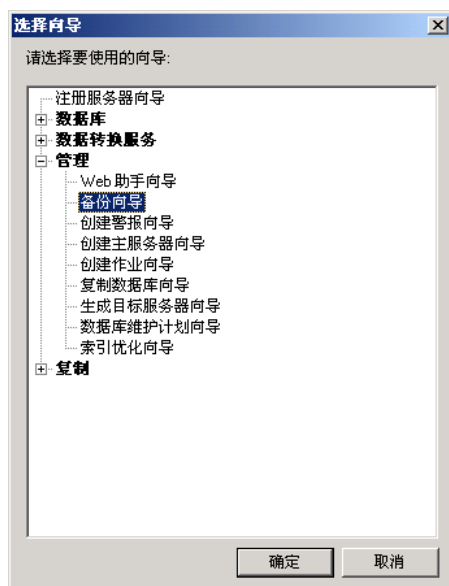 选择向导
请选择要使用的向导:
注册服务器向导
数据库
数据转换服务
管理
Web 助手向导
备份向导
创建警报向导
创建主服务器向导
创建作业向导
复制数据库向导
生成目标服务器向导
数据库维护计划向导
索引优化向导
复制
确定 取消